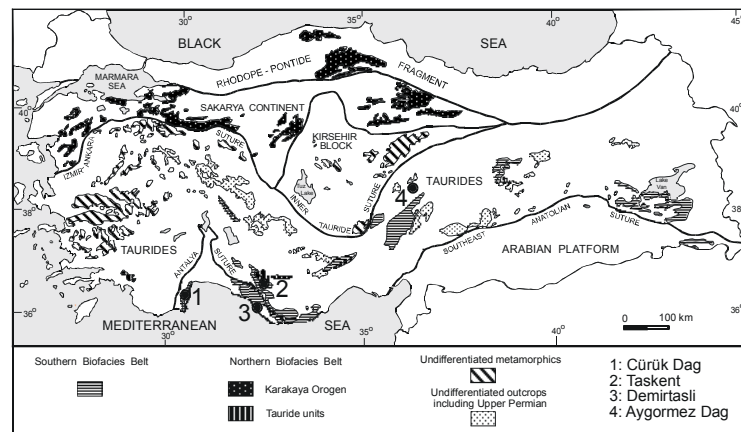 30°
35°
40°
45°
BLACK
SEA
MARMARA
SEA
RHODOPE - PONTIDE
FRAGMENT
40°
40°
SAKARYA CONTINENT
KIRSEHIR
BLOCK
IZMIR ANKARA
SUTURE
Tuz
Lake
INNER
TAURIDE
SUTURE
4
TAURIDES
Lake
Van
38°
38°
TAURIDES
SOUTHEAST
ANATOLIAN
SUTURE
ARABIAN PLATFORM
ANTALYA
SUTURE
1
2
3
36°
36°
MEDITERRANEAN
SEA
30°
35°
40°
0
100 km
Southern Biofacies Belt
Northern Biofacies Belt
Karakaya Orogen
Tauride units
Undifferentiated metamorphics
Undifferentiated outcrops
including Upper Permian
1: Cürük Dag
2: Taskent
3: Demirtasli
4: Aygormez Dag